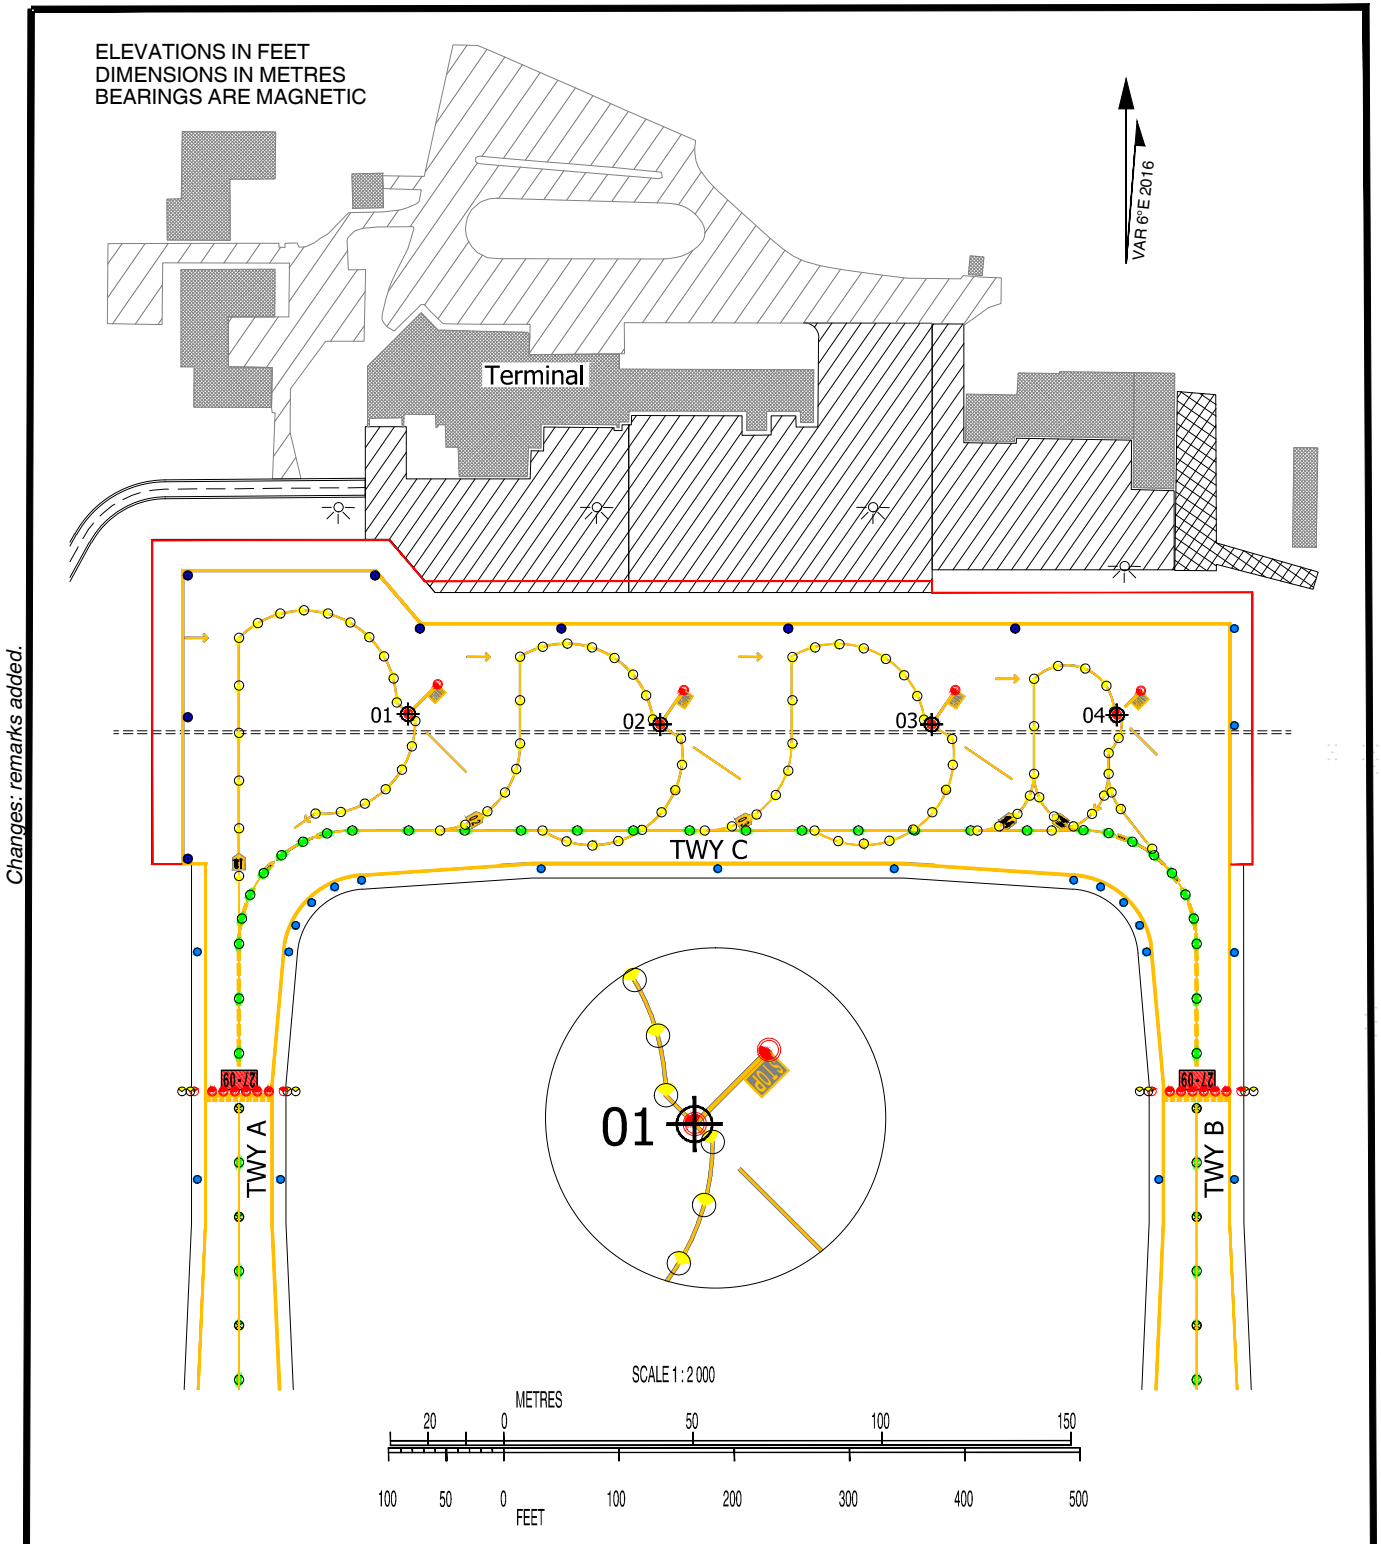 ELEVATIONS IN FEET
DIMENSIONS IN METRES
BEARINGS ARE MAGNETIC
VAR 6°E 2016
Terminal
Changes: remarks added.
01
02
03
04
TWY C
27-09
27-09
TWY A
TWY B
STOP
01
SCALE 1 : 2 000
METRES
20 0 50 100 150
100 50 0 100 200 300 400 500
FEET